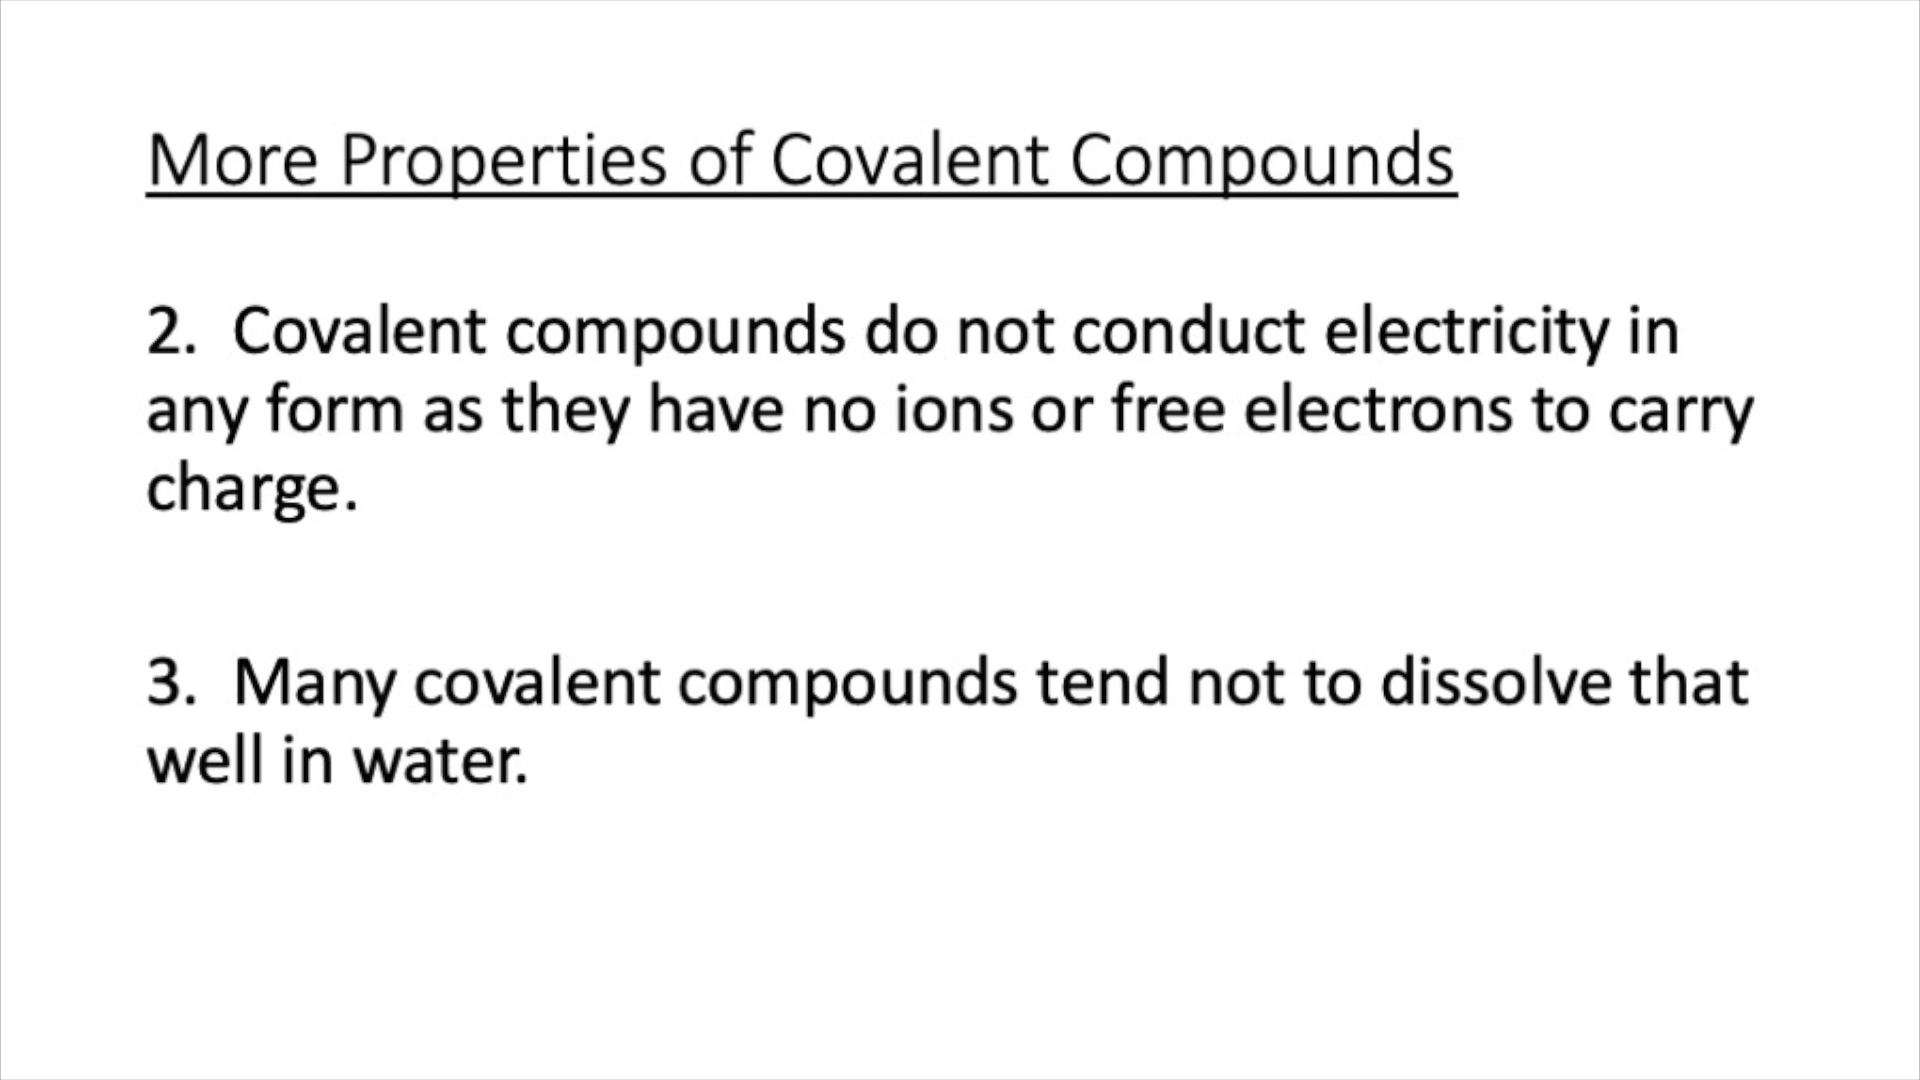 More Properties of Covalent Compounds
2. Covalent compounds do not conduct electricity in
any form as they have no ions or free electrons to carry
charge.
3. Many covalent compounds tend not to dissolve that
well in water.